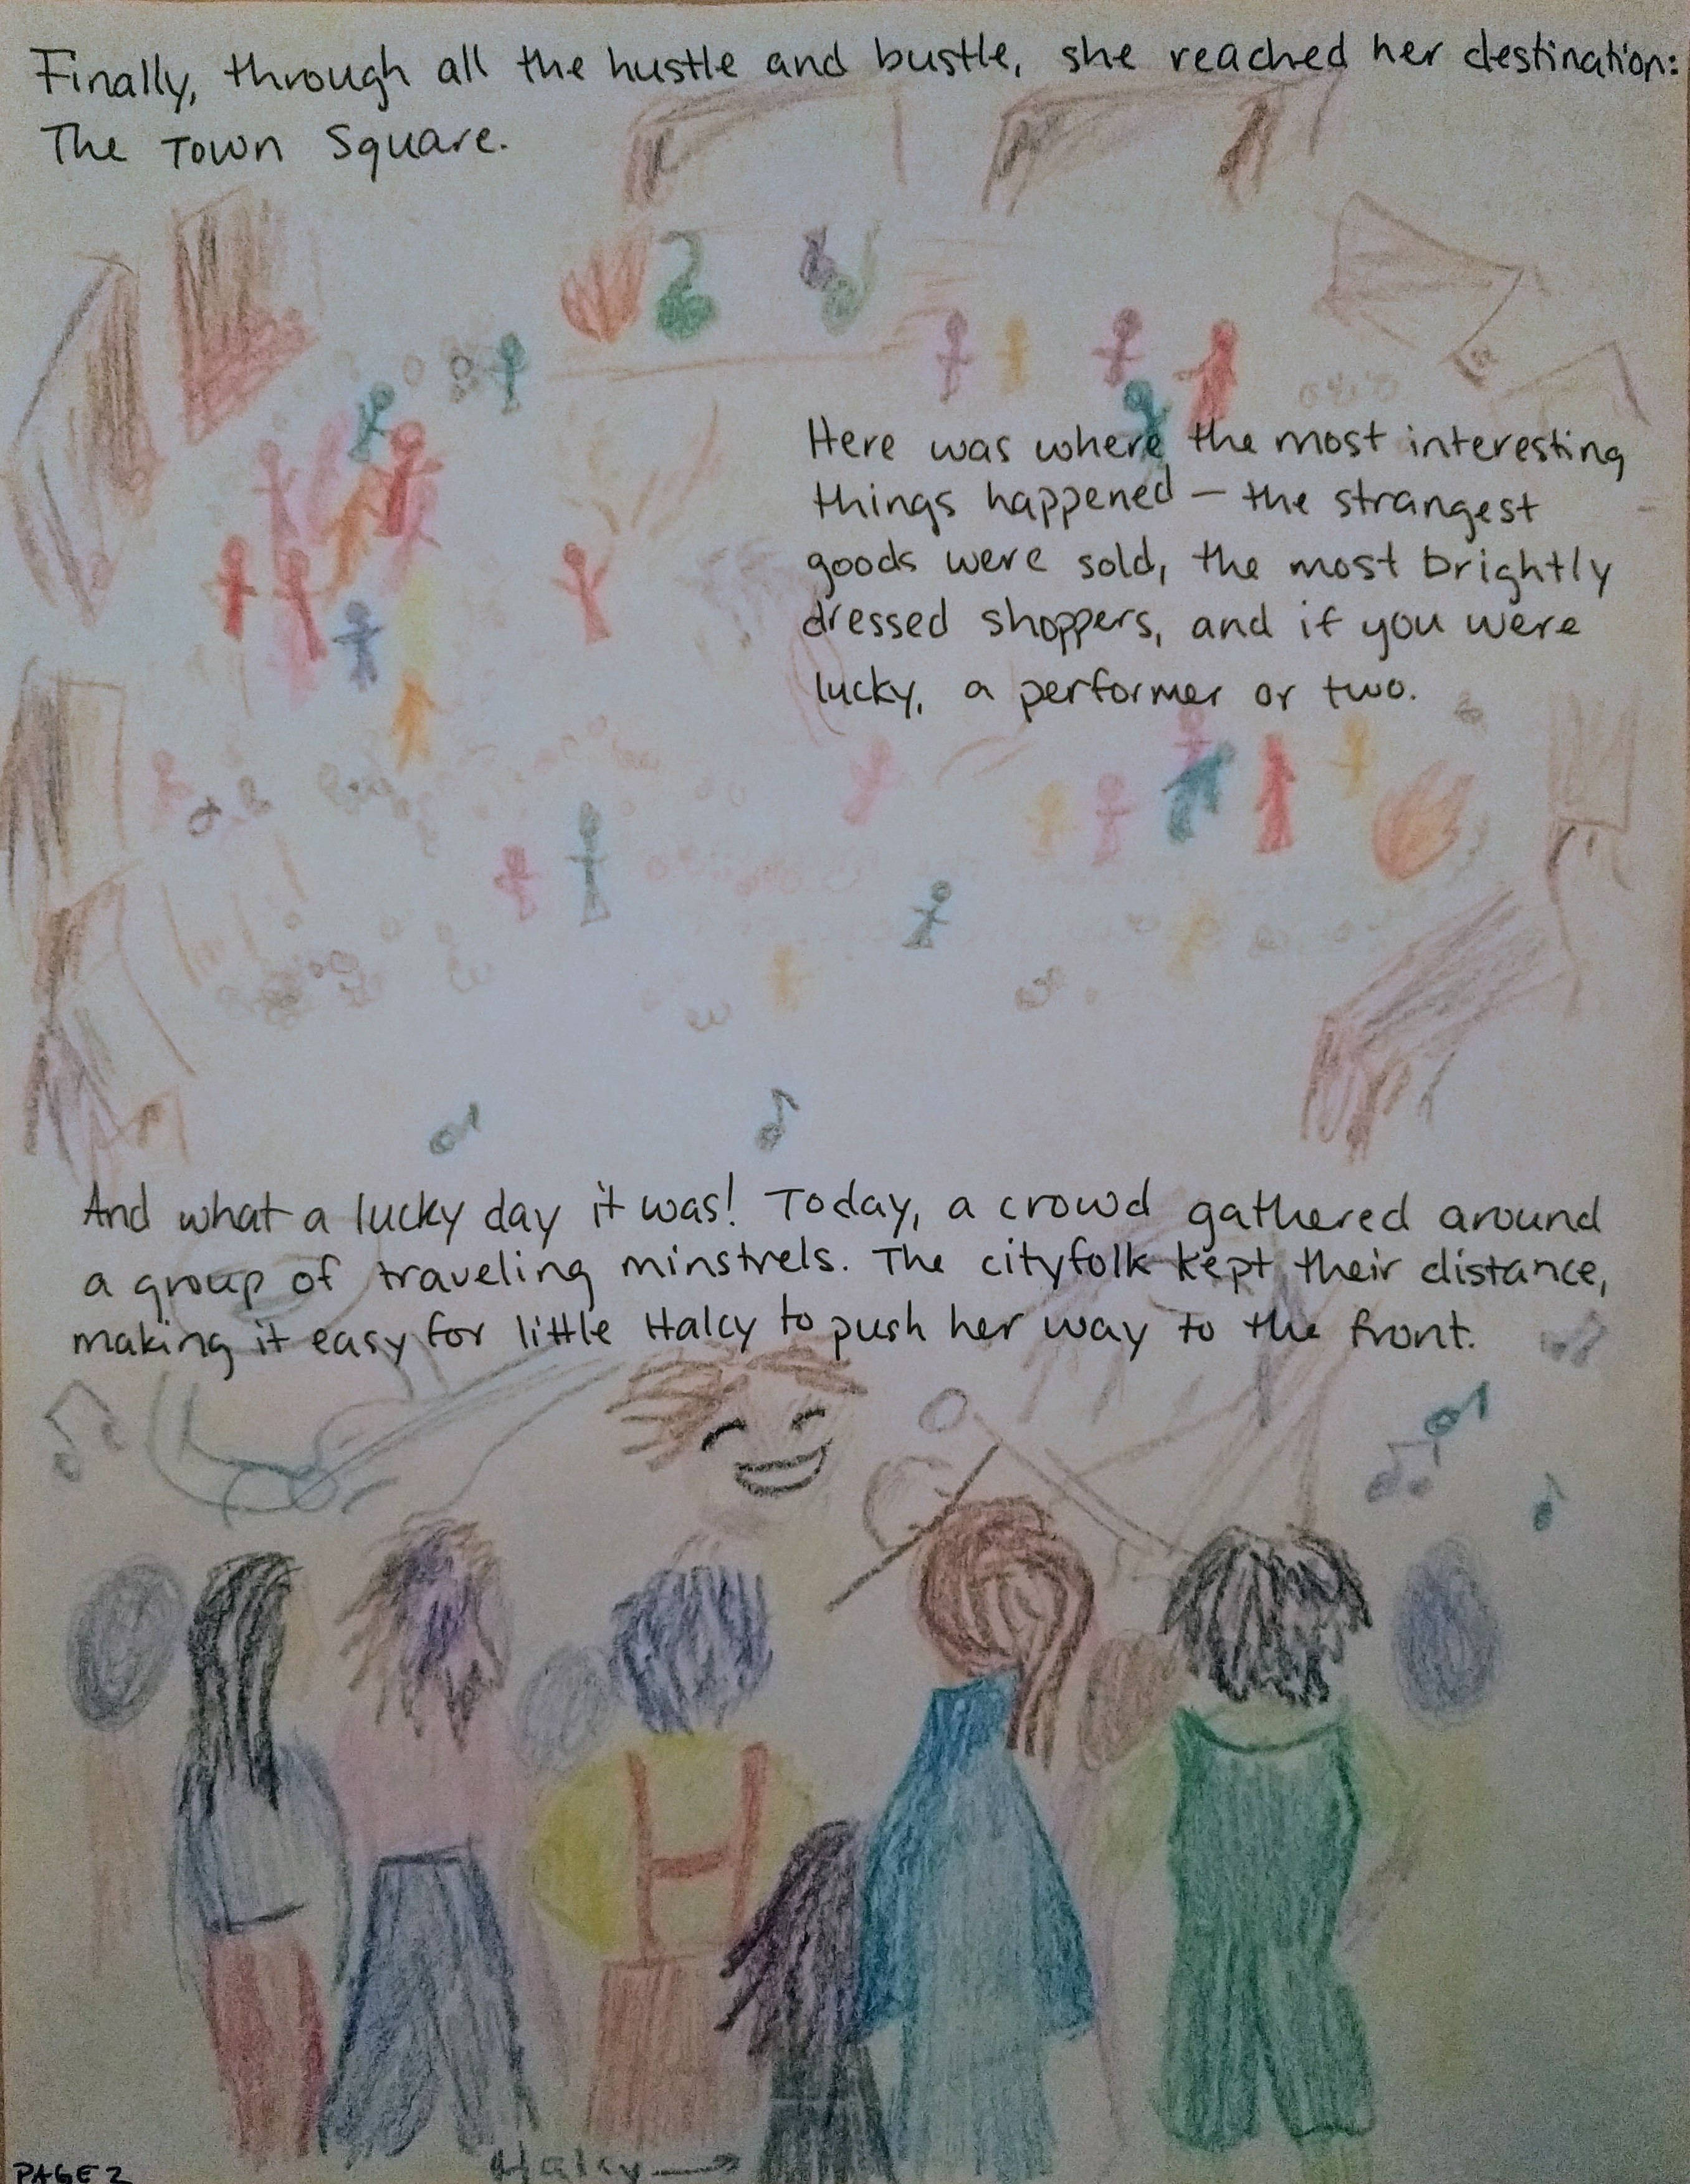 Finally, through all the hustle and bustle, she reached her destination:
The Town Square.
Here was where the most interesting
things happened — the strangest
goods were sold, the most brightly
dressed shoppers, and if you were
lucky, a performer or two.
And what a lucky day it was! Today, a crowd gathered around
a group of traveling minstrels. The cityfolk kept their distance,
making it easy for little Halcy to push her way to the front.
Halcy →
PAGE 2